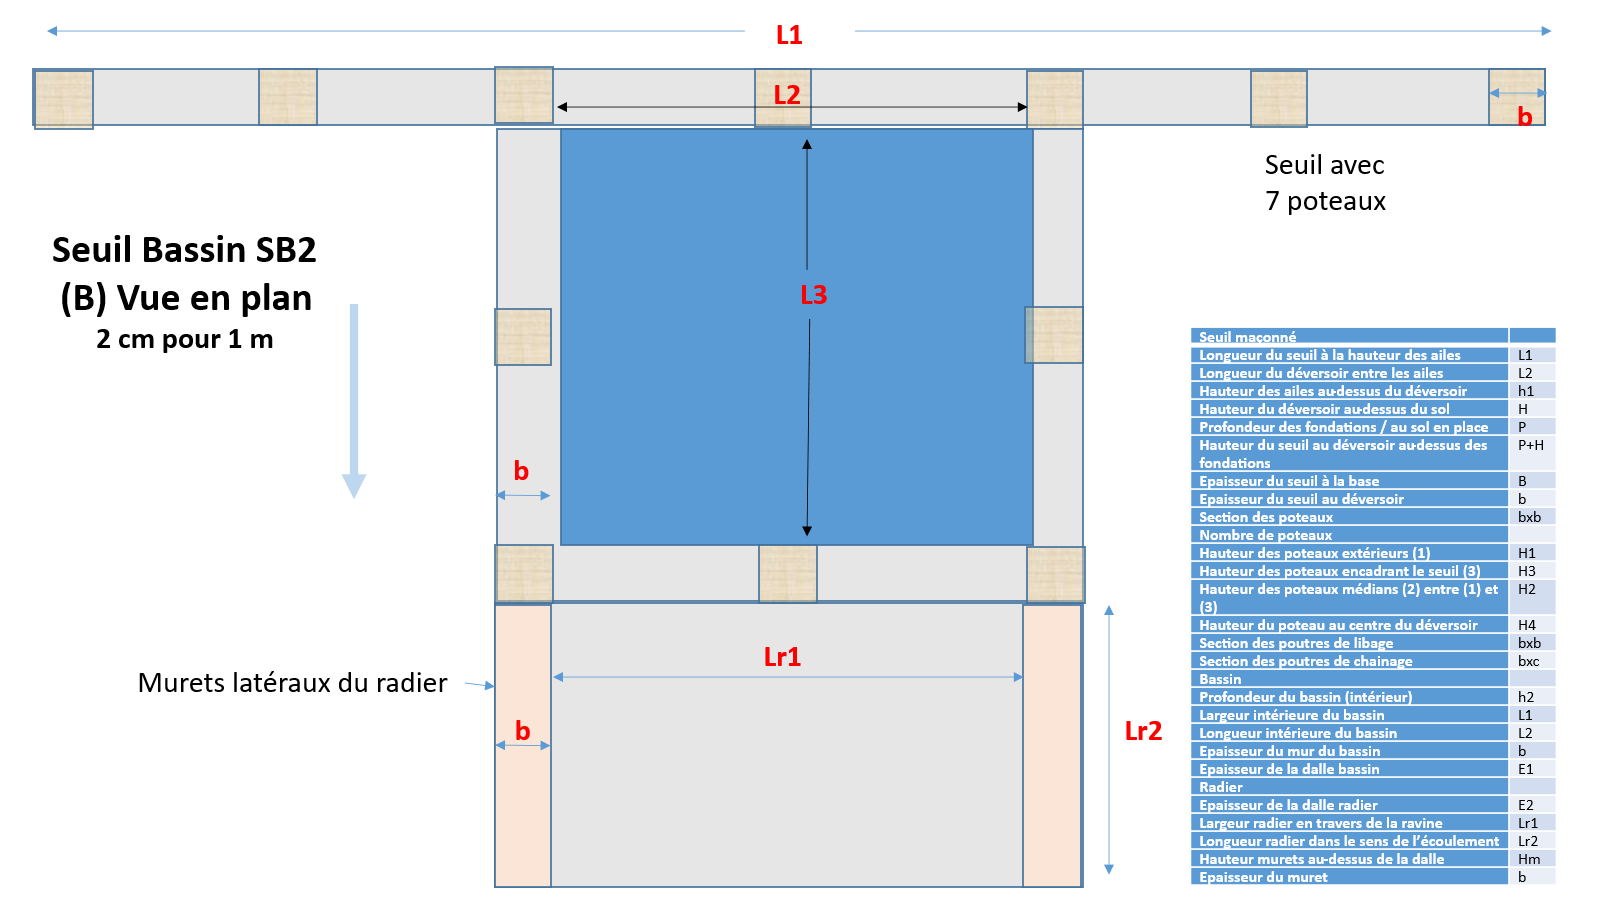 L1
L2
b
Seuil avec
7 poteaux
Seuil Bassin SB2
(B) Vue en plan
2 cm pour 1 m
L3
b
Lr1
Murets latéraux du radier
b
Lr2
Seuil maçonné
Longueur du seuil à la hauteur des ailes L1
Longueur du déversoir entre les ailes L2
Hauteur des ailes au-dessus du déversoir h1
Hauteur du déversoir au-dessus du sol H
Profondeur des fondations / au sol en place P
Hauteur du seuil au déversoir au-dessus des P+H
fondations
Epaisseur du seuil à la base B
Epaisseur du seuil au déversoir b
Section des poteaux bxb
Nombre de poteaux
Hauteur des poteaux extérieurs (1) H1
Hauteur des poteaux encadrant le seuil (3) H3
Hauteur des poteaux médians (2) entre (1) et H2
(3)
Hauteur du poteau au centre du déversoir H4
Section des poutres de libage bxb
Section des poutres de chainage bxc
Bassin
Profondeur du bassin (intérieur) h2
Largeur intérieure du bassin L1
Longueur intérieure du bassin L2
Epaisseur du mur du bassin b
Epaisseur de la dalle bassin E1
Radier
Epaisseur de la dalle radier E2
Largeur radier en travers de la ravine Lr1
Longueur radier dans le sens de l'écoulement Lr2
Hauteur murets au-dessus de la dalle Hm
Epaisseur du muret b